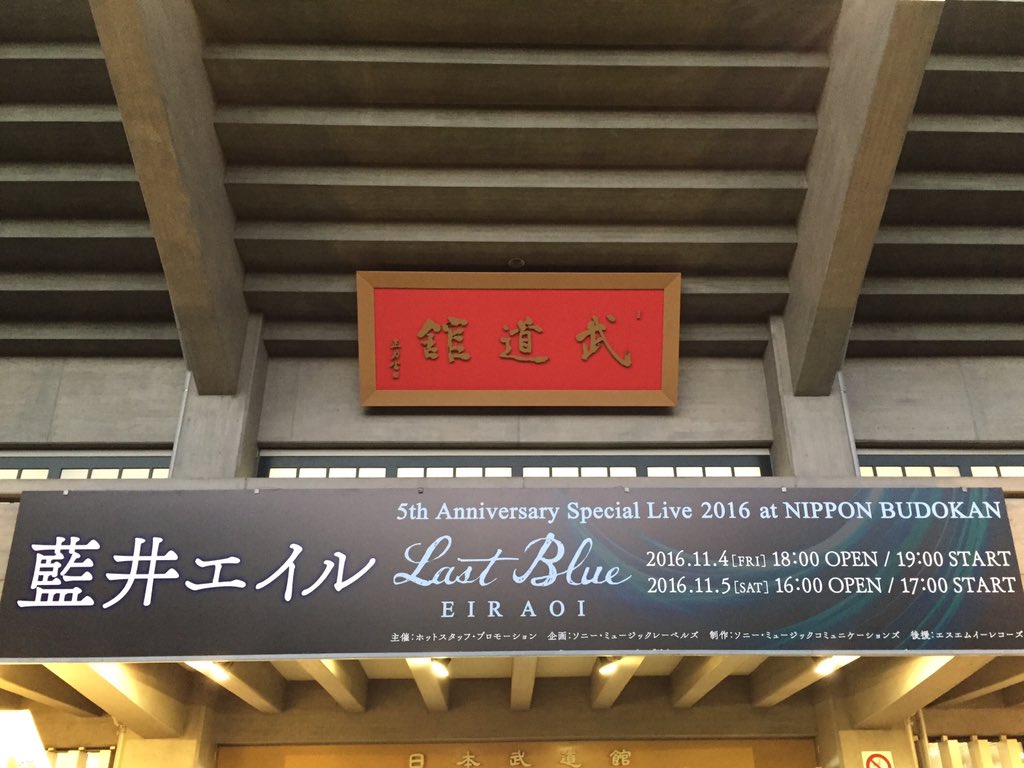 武道館
5th Anniversary Special Live 2016 at NIPPON BUDOKAN
藍井エイル
Last Blue
EIR AOI
2016.11.4[FRI] 18:00 OPEN / 19:00 START
2016.11.5[SAT] 16:00 OPEN / 17:00 START
主催:ホットスタッフ・プロモーション 企画:ソニー・ミュージックレーベルズ 制作:ソニー・ミュージックコミュニケーションズ 後援:エスエムイーレコーズ
日本武道館